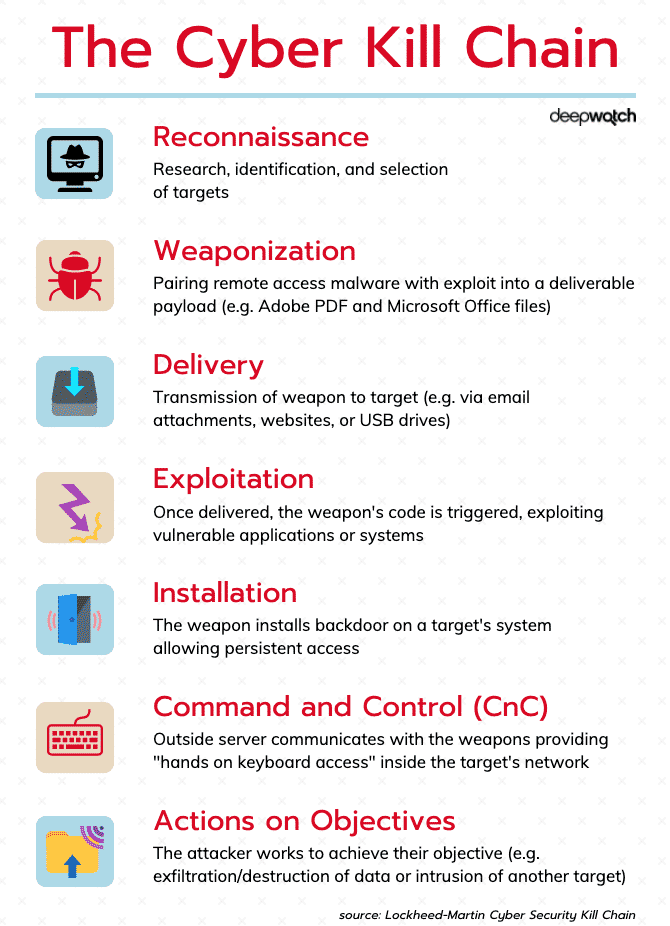 The Cyber Kill Chain
deepwatch
Reconnaissance
Research, identification, and selection
of targets
Weaponization
Pairing remote access malware with exploit into a deliverable
payload (e.g. Adobe PDF and Microsoft Office files)
Delivery
Transmission of weapon to target (e.g. via email
attachments, websites, or USB drives)
Exploitation
Once delivered, the weapon's code is triggered, exploiting
vulnerable applications or systems
Installation
The weapon installs backdoor on a target's system
allowing persistent access
Command and Control (CnC)
Outside server communicates with the weapons providing
"hands on keyboard access" inside the target's network
Actions on Objectives
The attacker works to achieve their objective (e.g.
exfiltration/destruction of data or intrusion of another target)
source: Lockheed-Martin Cyber Security Kill Chain